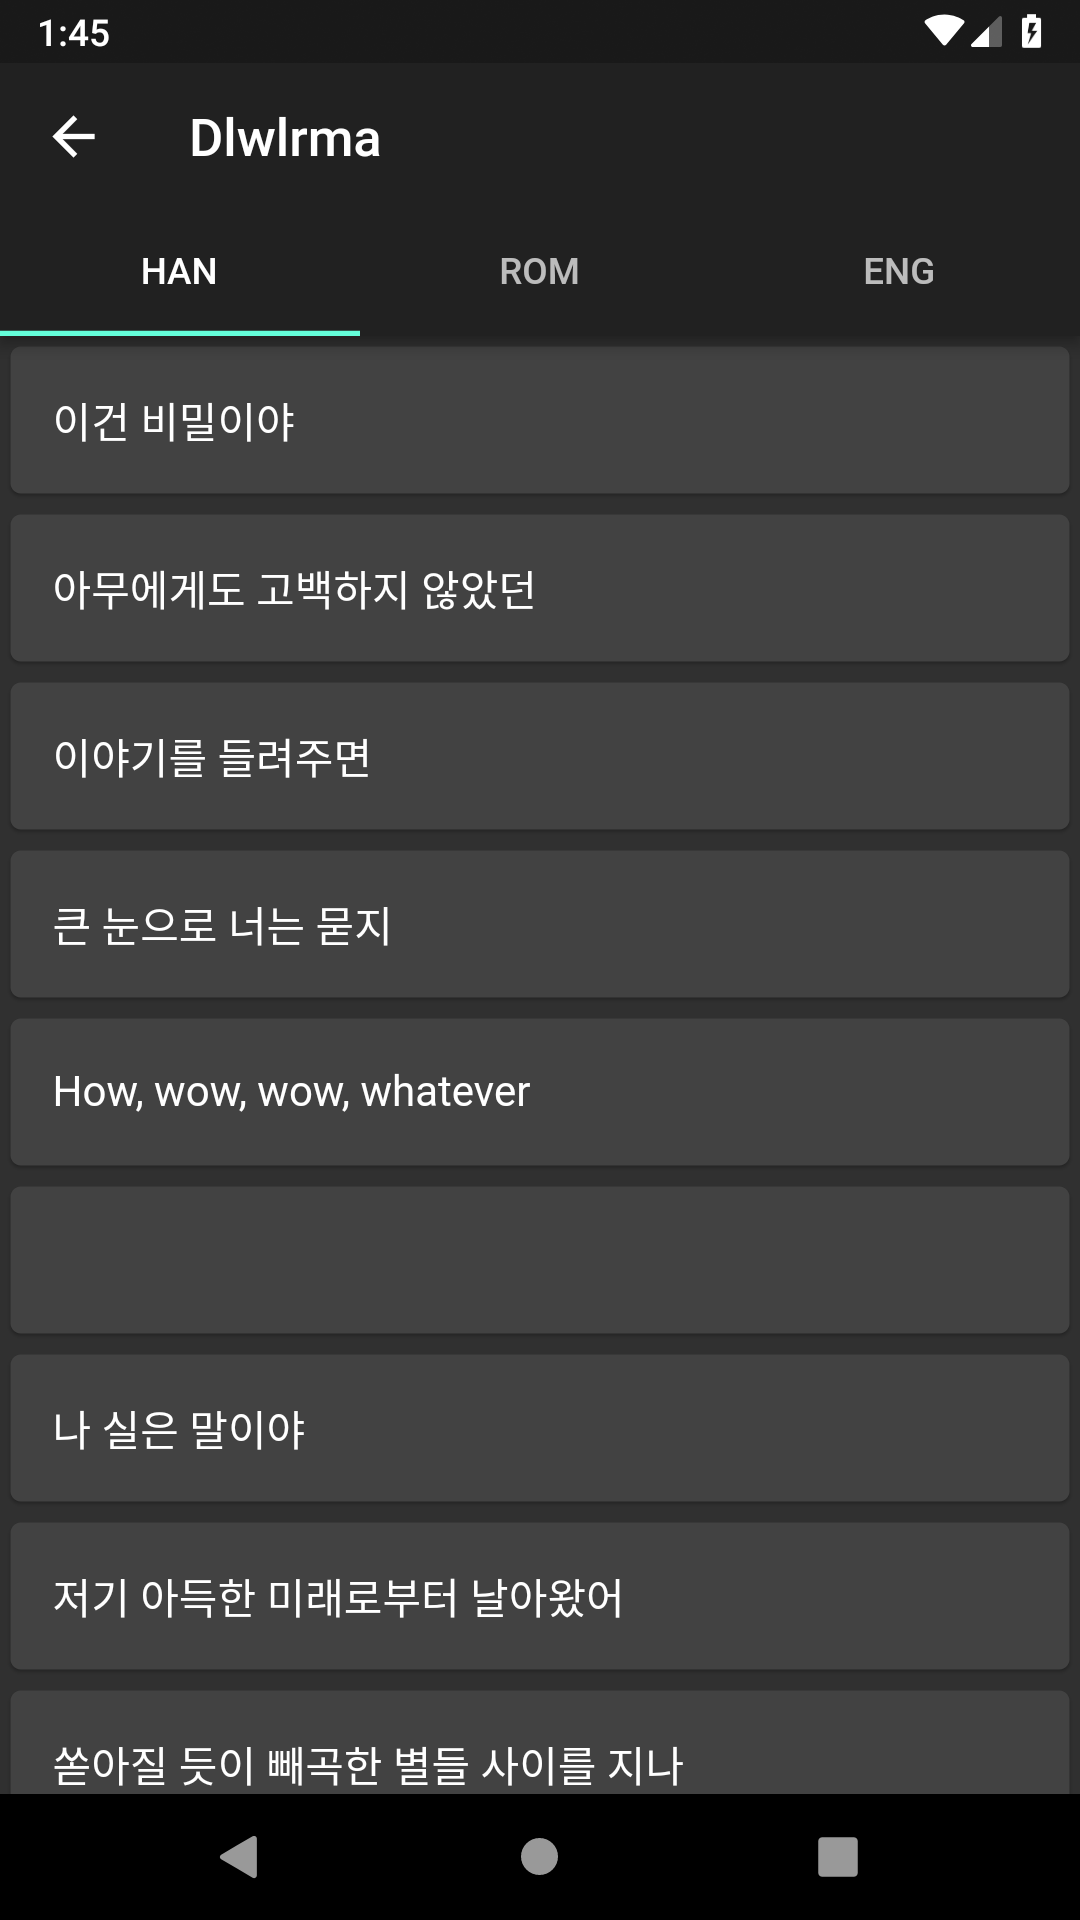 1:45
Dlwlrma
HAN ROM ENG
이건 비밀이야
아무에게도 고백하지 않았던
이야기를 들려주면
큰 눈으로 너는 묻지
How, wow, wow, whatever
나 실은 말이야
저기 아득한 미래로부터 날아왔어
쏟아질 듯이 빼곡한 별들 사이를 지나